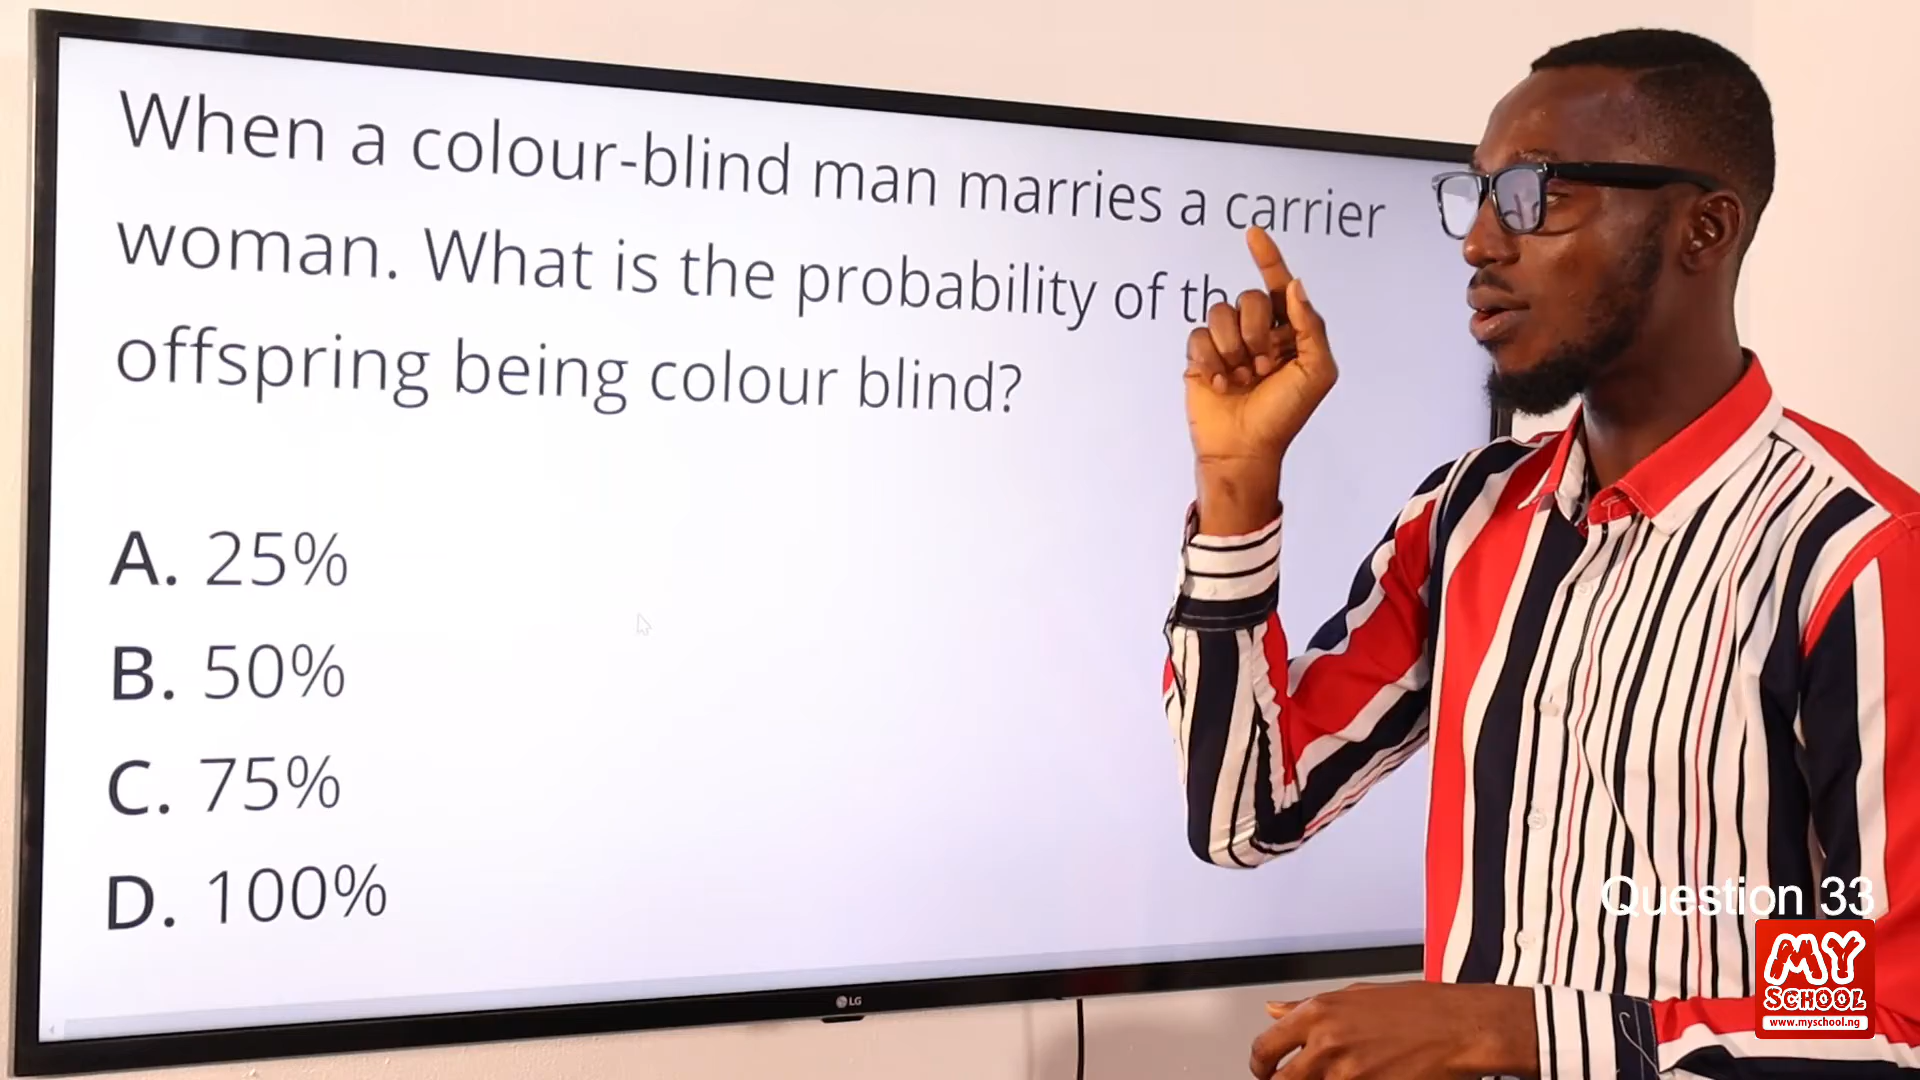 When a colour-blind man marries a carrier
woman. What is the probability of
offspring being colour blind?
A. 25%
B. 50%
C. 75%
D. 100%
LG
Question 33
MY
SCHOOL
www.myschool.ng